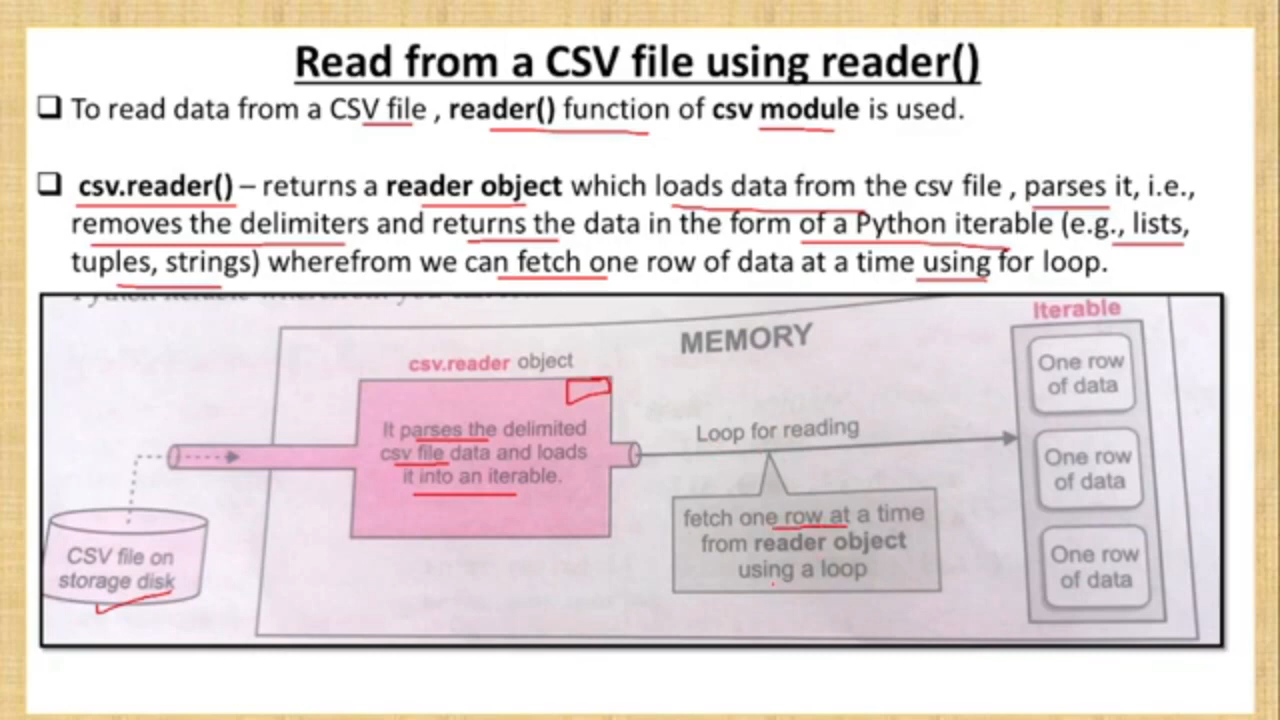 Read from a CSV file using reader()
To read data from a CSV file , reader() function of csv module is used.
csv.reader() – returns a reader object which loads data from the csv file , parses it, i.e.,
removes the delimiters and returns the data in the form of a Python iterable (e.g., lists,
tuples, strings) wherefrom we can fetch one row of data at a time using for loop.
Iterable
MEMORY
csv.reader object
One row
of data
It parses the delimited
csv file data and loads
it into an iterable.
Loop for reading
One row
of data
fetch one row at a time
from reader object
using a loop
CSV file on
storage disk
One row
of data